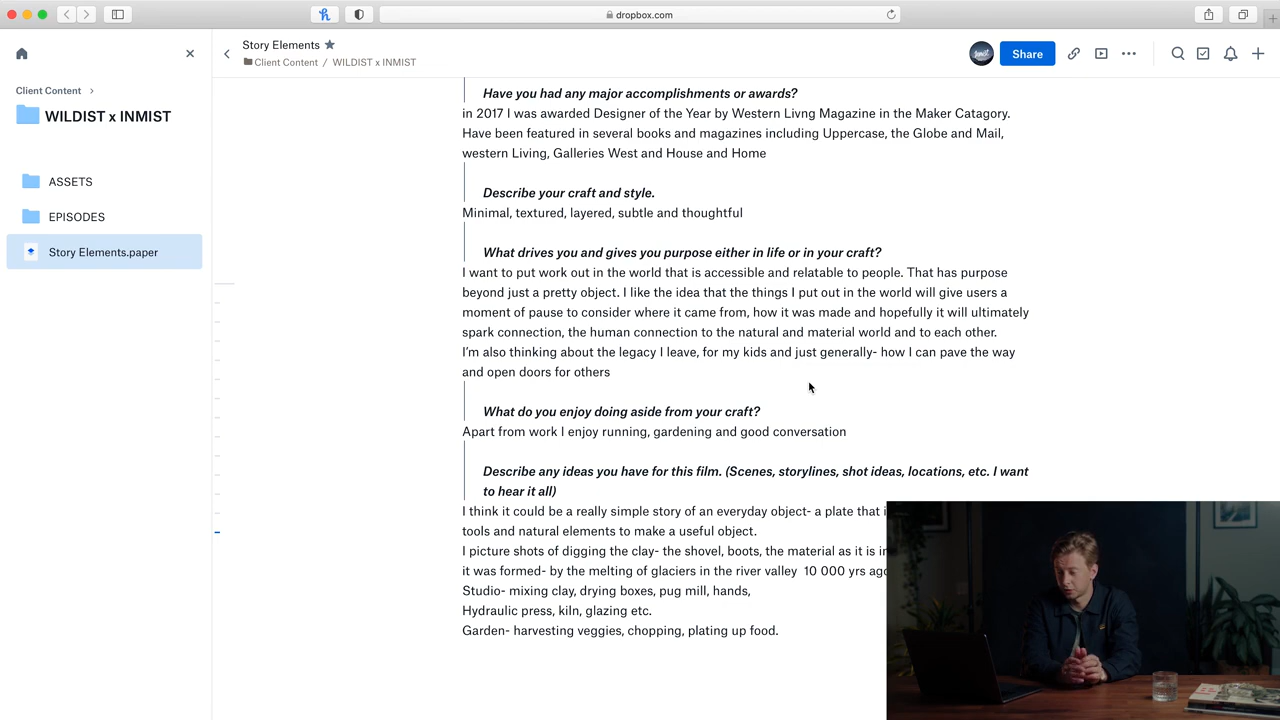 dropbox.com
Story Elements
Client Content / WILDIST x INMIST
Share
Client Content
WILDIST x INMIST
ASSETS
EPISODES
Story Elements.paper
Have you had any major accomplishments or awards?
in 2017 I was awarded Designer of the Year by Western Livng Magazine in the Maker Catagory.
Have been featured in several books and magazines including Uppercase, the Globe and Mail,
western Living, Galleries West and House and Home
Describe your craft and style.
Minimal, textured, layered, subtle and thoughtful
What drives you and gives you purpose either in life or in your craft?
I want to put work out in the world that is accessible and relatable to people. That has purpose
beyond just a pretty object. I like the idea that the things I put out in the world will give users a
moment of pause to consider where it came from, how it was made and hopefully it will ultimately
spark connection, the human connection to the natural and material world and to each other.
I'm also thinking about the legacy I leave, for my kids and just generally- how I can pave the way
and open doors for others
What do you enjoy doing aside from your craft?
Apart from work I enjoy running, gardening and good conversation
Describe any ideas you have for this film. (Scenes, storylines, shot ideas, locations, etc. I want
to hear it all)
I think it could be a really simple story of an everyday object- a plate that
tools and natural elements to make a useful object.
I picture shots of digging the clay- the shovel, boots, the material as it is
it was formed- by the melting of glaciers in the river valley 10 000 yrs
Studio- mixing clay, drying boxes, pug mill, hands,
Hydraulic press, kiln, glazing etc.
Garden- harvesting veggies, chopping, plating up food.